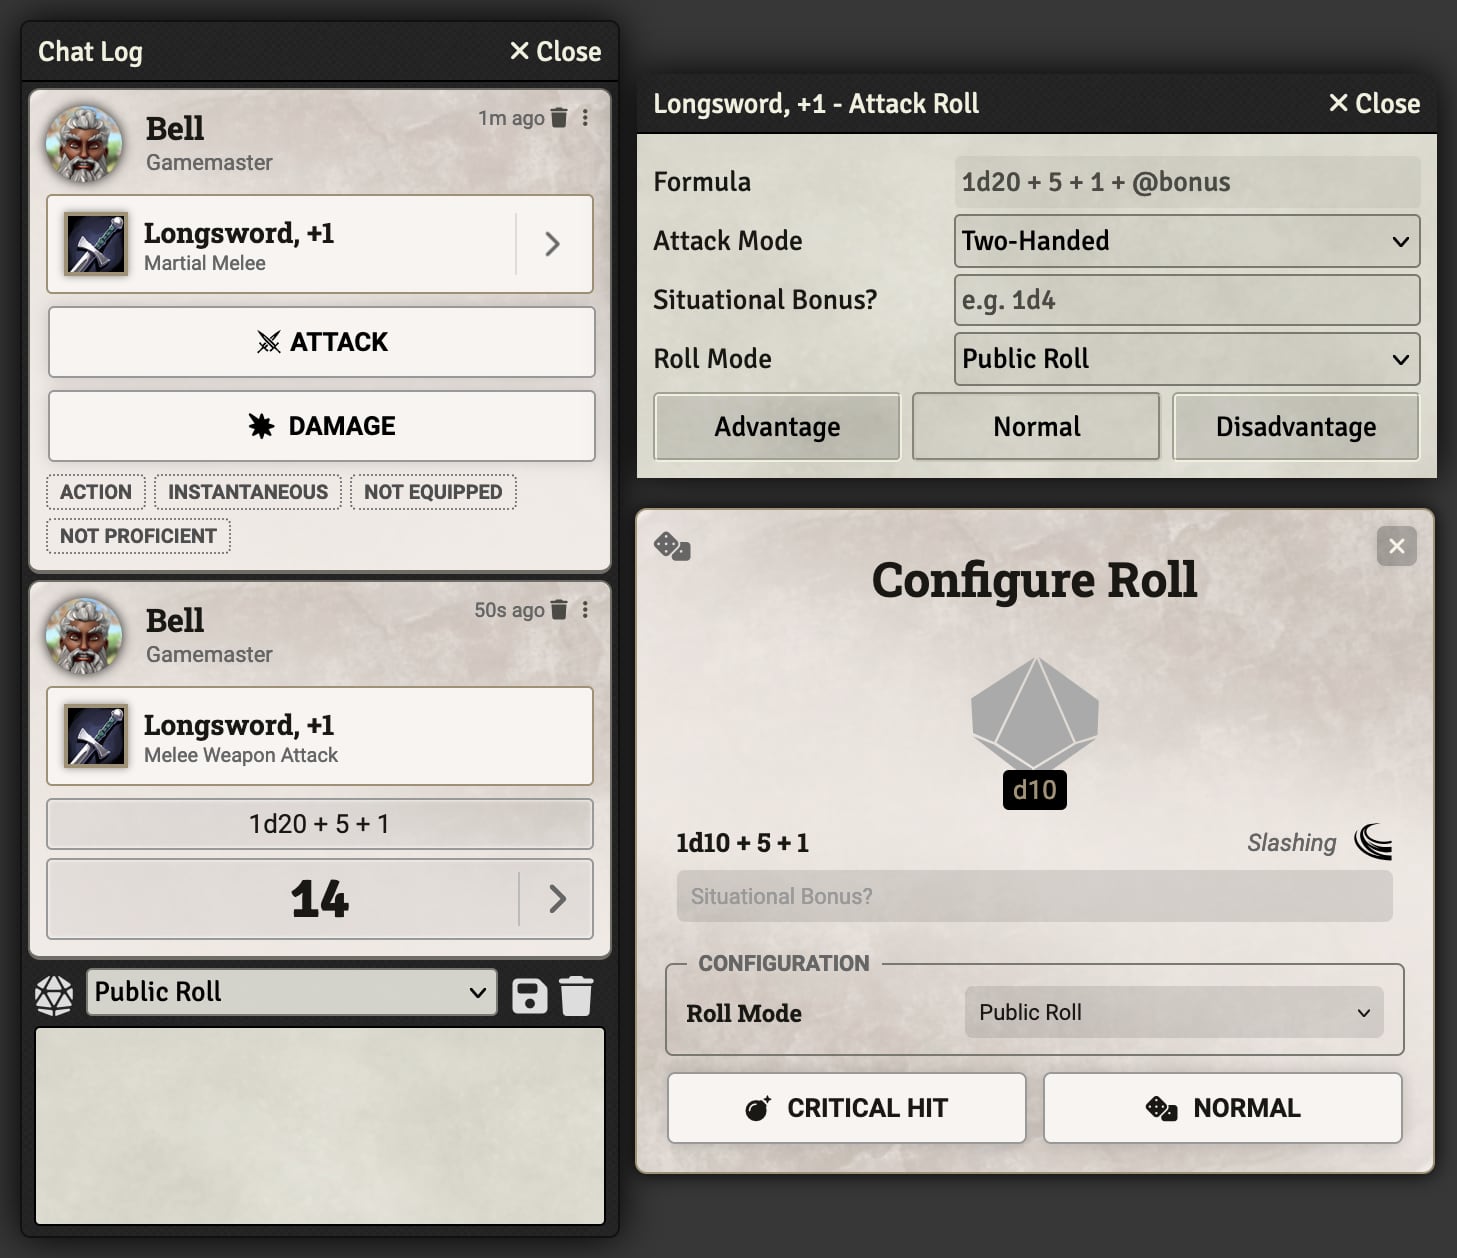 Chat Log
Close
Bell
1m ago
Gamemaster
Longsword, +1
Martial Melee
ATTACK
DAMAGE
ACTION
INSTANTANEOUS
NOT EQUIPPED
NOT PROFICIENT
Bell
50s ago
Gamemaster
Longsword, +1
Melee Weapon Attack
1d20 + 5 + 1
14
Public Roll
Longsword, +1 - Attack Roll
Close
Formula
1d20 + 5 + 1 + @bonus
Attack Mode
Two-Handed
Situational Bonus?
e.g. 1d4
Roll Mode
Public Roll
Advantage
Normal
Disadvantage
Configure Roll
d10
1d10 + 5 + 1
Slashing
Situational Bonus?
CONFIGURATION
Roll Mode
Public Roll
CRITICAL HIT
NORMAL